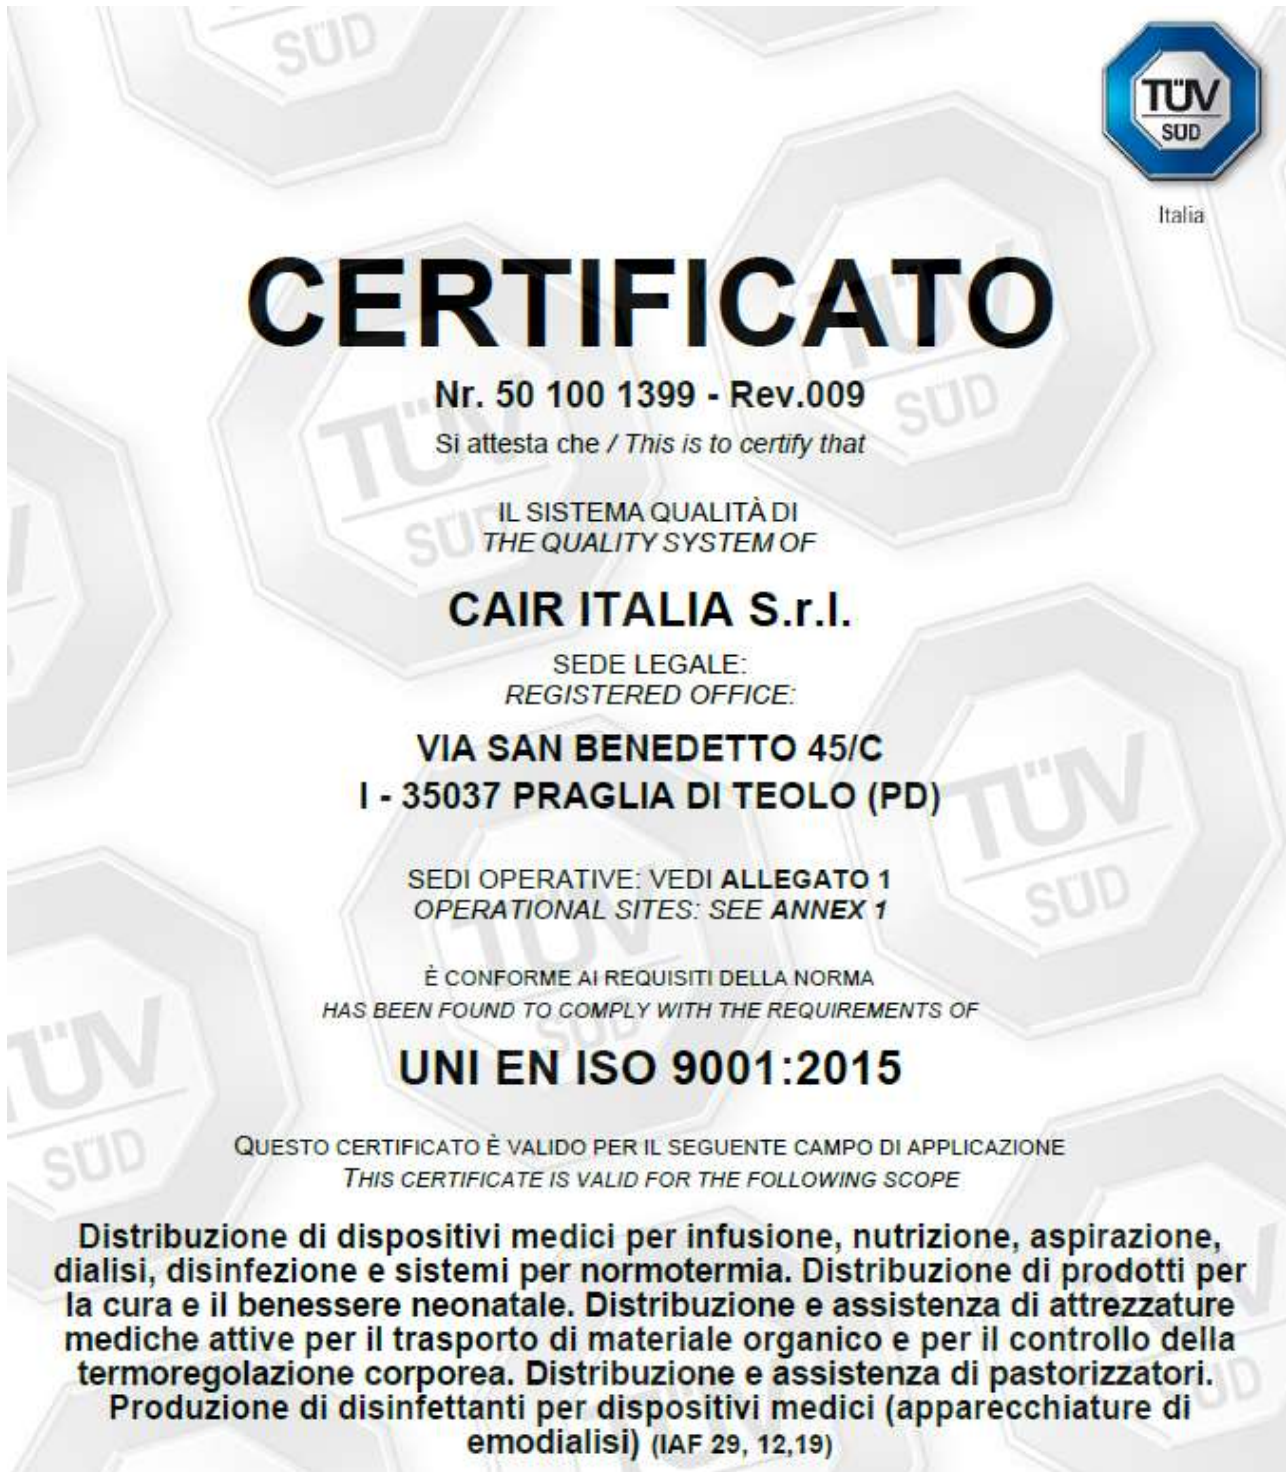 TÜV
SÜD
Italia
CERTIFICATO
Nr. 50 100 1399 - Rev.009
Si attesta che / This is to certify that
IL SISTEMA QUALITÀ DI
THE QUALITY SYSTEM OF
CAIR ITALIA S.r.l.
SEDE LEGALE:
REGISTERED OFFICE:
VIA SAN BENEDETTO 45/C
I - 35037 PRAGLIA DI TEOLO (PD)
SEDI OPERATIVE: VEDI ALLEGATO 1
OPERATIONAL SITES: SEE ANNEX 1
È CONFORME AI REQUISITI DELLA NORMA
HAS BEEN FOUND TO COMPLY WITH THE REQUIREMENTS OF
UNI EN ISO 9001:2015
QUESTO CERTIFICATO È VALIDO PER IL SEGUENTE CAMPO DI APPLICAZIONE
THIS CERTIFICATE IS VALID FOR THE FOLLOWING SCOPE
Distribuzione di dispositivi medici per infusione, nutrizione, aspirazione,
dialisi, disinfezione e sistemi per normotermia. Distribuzione di prodotti per
la cura e il benessere neonatale. Distribuzione e assistenza di attrezzature
mediche attive per il trasporto di materiale organico e per il controllo della
termoregolazione corporea. Distribuzione e assistenza di pastorizzatori.
Produzione di disinfettanti per dispositivi medici (apparecchiature di
emodialisi) (IAF 29, 12,19)